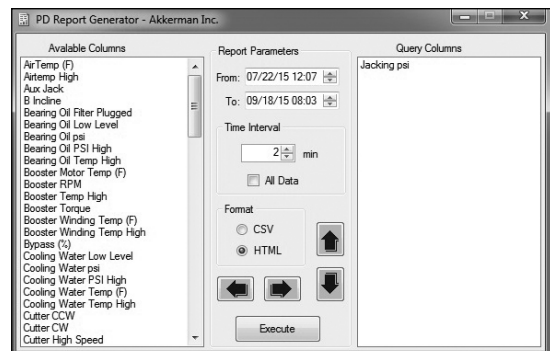 PD Report Generator - Akkerman Inc.
Avalable Columns
AirTemp (F)
Airtemp High
Aux Jack
B Incline
Bearing Oil Filter Plugged
Bearing Oil Low Level
Bearing Oil psi
Bearing Oil PSI High
Bearing Oil Temp High
Booster Motor Temp (F)
Booster RPM
Booster Temp High
Booster Torque
Booster Winding Temp (F)
Booster Winding Temp High
Bypass (%)
Cooling Water Low Level
Cooling Water psi
Cooling Water PSI High
Cooling Water Temp (F)
Cooling Water Temp High
Cutter CCW
Cutter CW
Cutter High Speed
Report Parameters
From: 07/22/15 12:07
To: 09/18/15 08:03
Time Interval
2 min
All Data
Format
CSV
HTML
Execute
Query Columns
Jacking psi